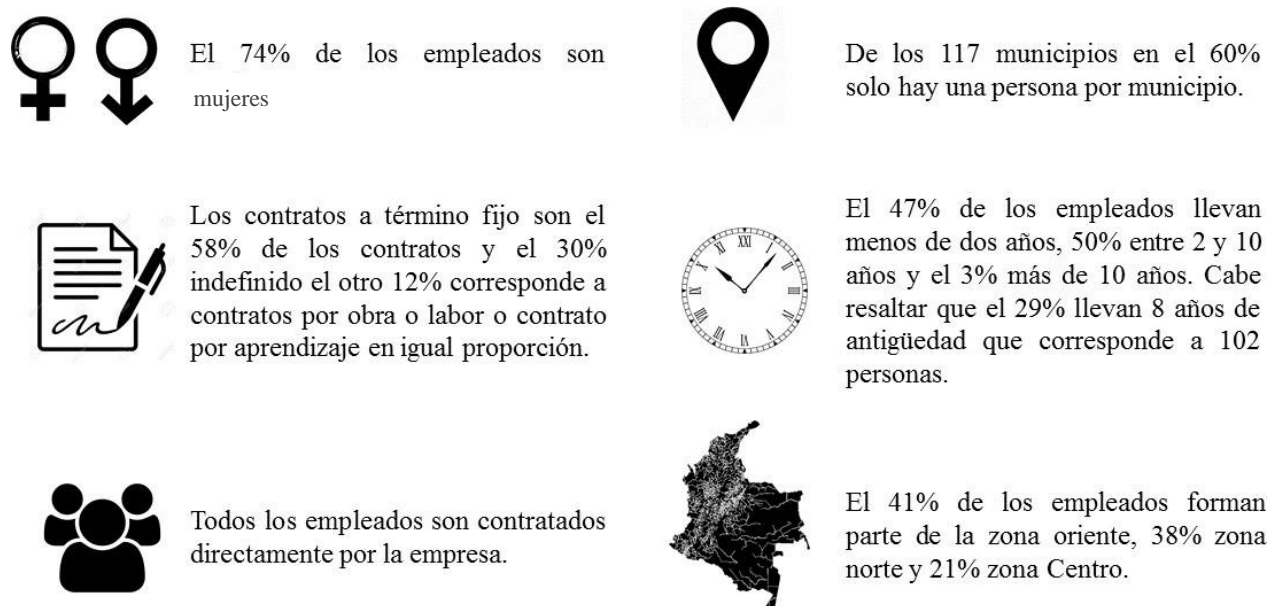 El 74% de los empleados son
mujeres
De los 117 municipios en el 60%
solo hay una persona por municipio.
Los contratos a término fijo son el
58% de los contratos y el 30%
indefinido el otro 12% corresponde a
contratos por obra o labor o contrato
por aprendizaje en igual proporción.
El 47% de los empleados llevan
menos de dos años, 50% entre 2 y 10
años y el 3% más de 10 años. Cabe
resaltar que el 29% llevan 8 años de
antigüedad que corresponde a 102
personas.
Todos los empleados son contratados
directamente por la empresa.
El 41% de los empleados forman
parte de la zona oriente, 38% zona
norte y 21% zona Centro.